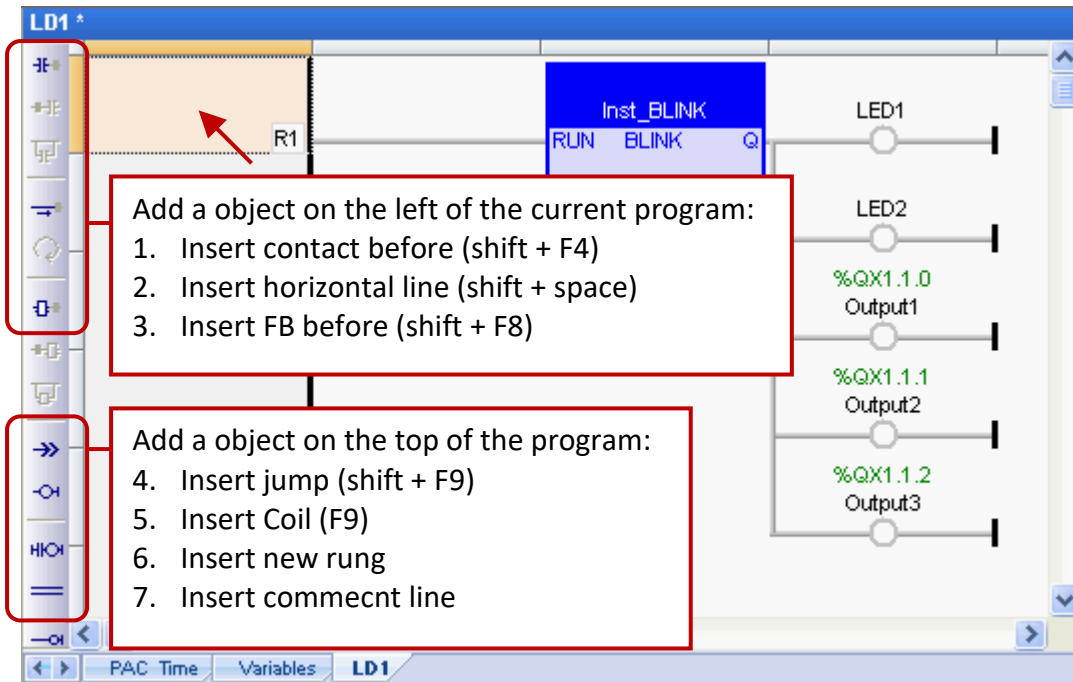 LD1 *
Inst_BLINK
LED1
R1
RUN BLINK Q
Add a object on the left of the current program:
1. Insert contact before (shift + F4)
2. Insert horizontal line (shift + space)
3. Insert FB before (shift + F8)
LED2
%QX1.1.0
Output1
%QX1.1.1
Output2
Add a object on the top of the program:
4. Insert jump (shift + F9)
5. Insert Coil (F9)
6. Insert new rung
7. Insert commecnt line
%QX1.1.2
Output3
PAC Time Variables LD1